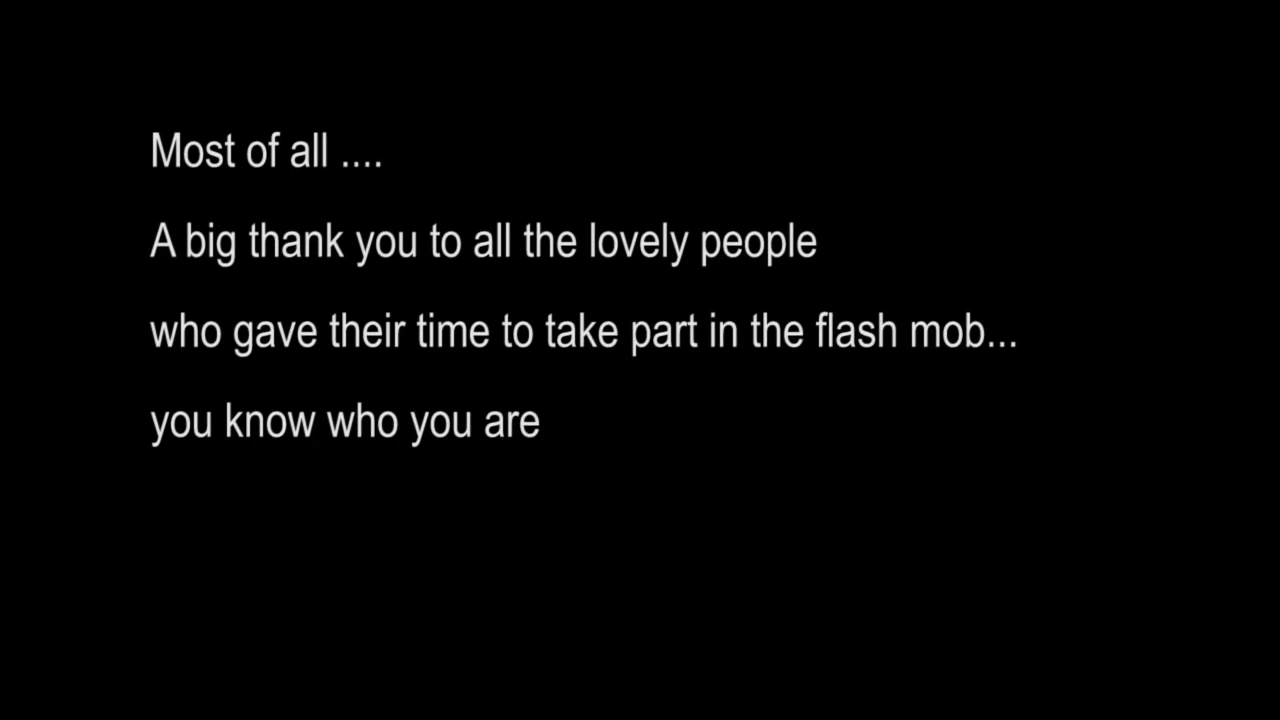 Most of all ....
A big thank you to all the lovely people
who gave their time to take part in the flash mob...
you know who you are